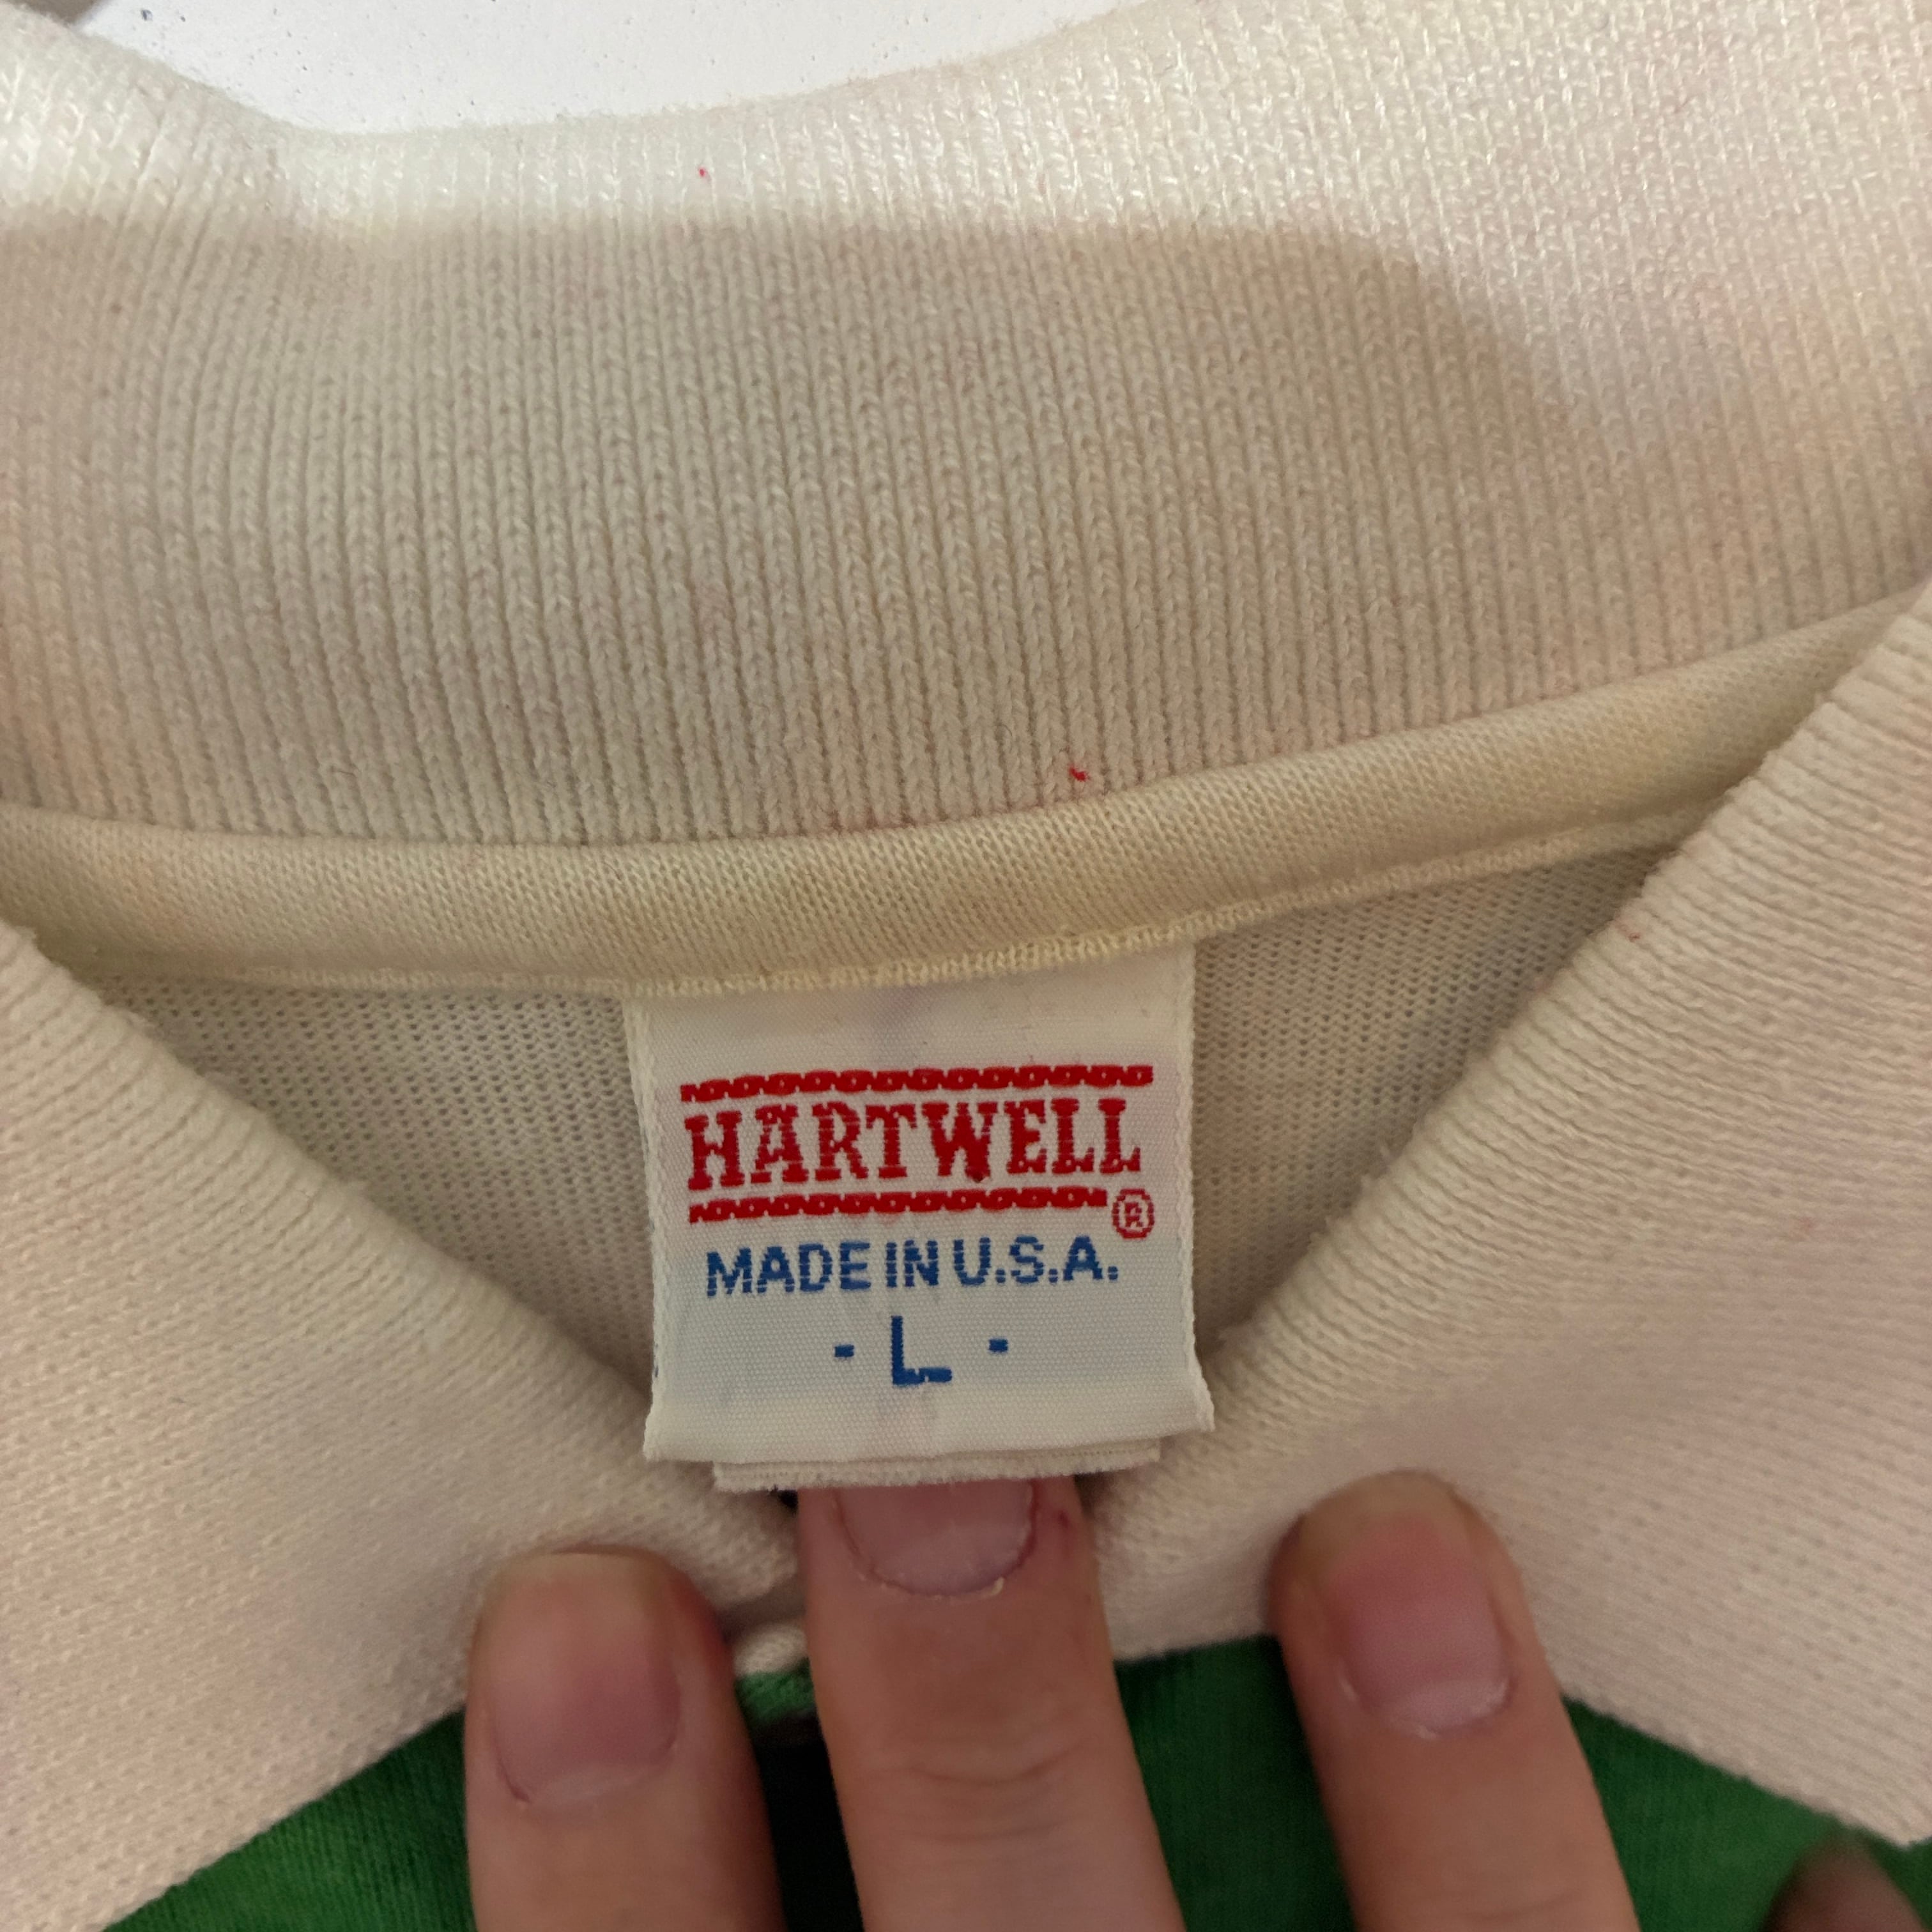 HARTWELL
®
MADE IN U.S.A.
- L -